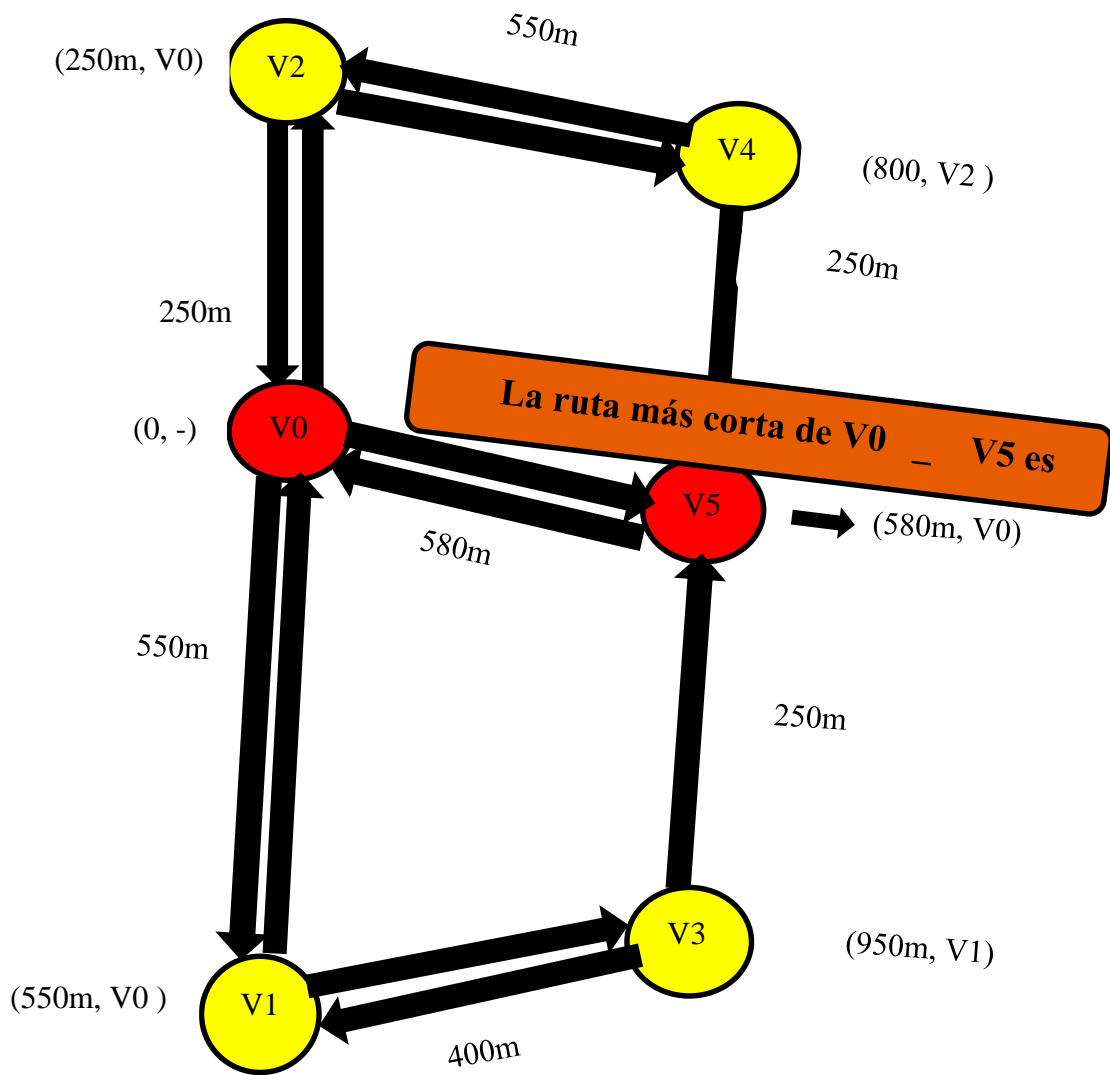 550m
(250m, V0)
V2
V4
(800, V2 )
250m
250m
La ruta más corta de V0 _ V5 es
(0, -)
V0
V5
(580m, V0)
580m
550m
250m
V3
(950m, V1)
(550m, V0 )
V1
400m